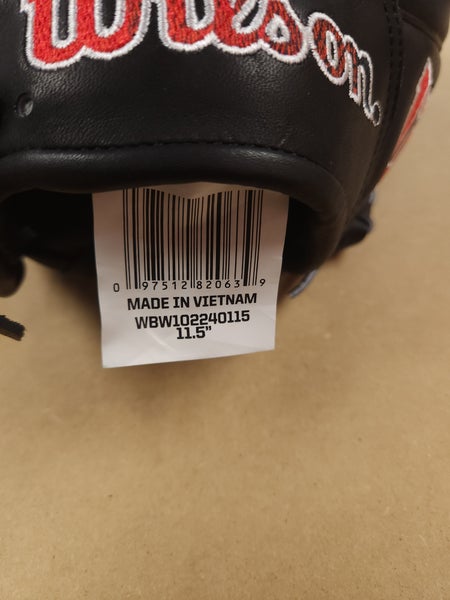 Wilson
0 97512 82063 9
MADE IN VIETNAM
WBW102240115
11.5"